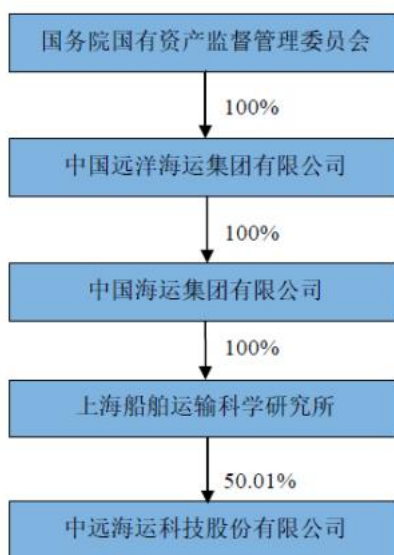 国务院国有资产监督管理委员会
100%
中国远洋海运集团有限公司
100%
中国海运集团有限公司
100%
上海船舶运输科学研究所
50.01%
中远海运科技股份有限公司